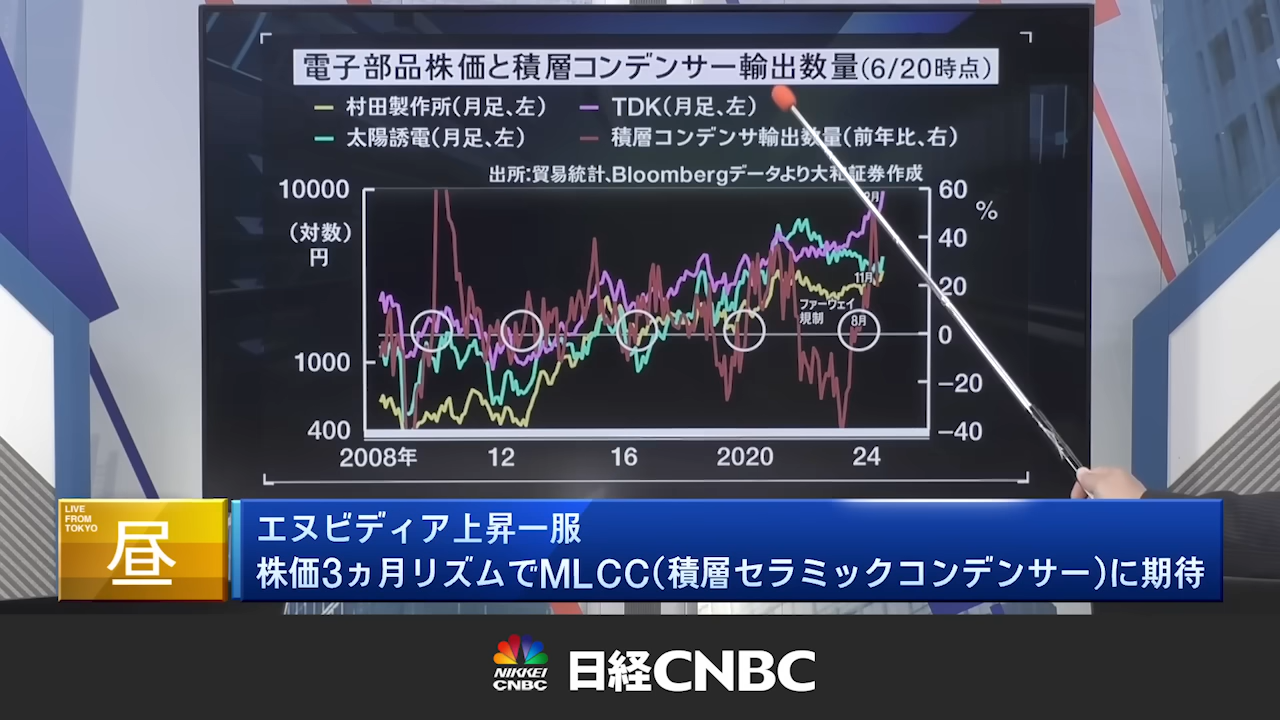 電子部品株価と積層コンデンサー輸出数量(6/20時点)
村田製作所(月足、左)
TDK(月足、左)
太陽誘電(月足、左)
積層コンデンサ輸出数量(前年比、右)
出所:貿易統計、Bloombergデータより大和証券作成
10000
(対数)
円
1000
400
60
%
40
20
0
−20
−40
月
11月
ファーウェイ
規制
8月
2008年
12
16
2020
24
LIVE
FROM
TOKYO
昼
エヌビディア上昇一服
株価3ヵ月リズムでMLCC(積層セラミックコンデンサー)に期待
NIKKEI
CNBC
日経CNBC